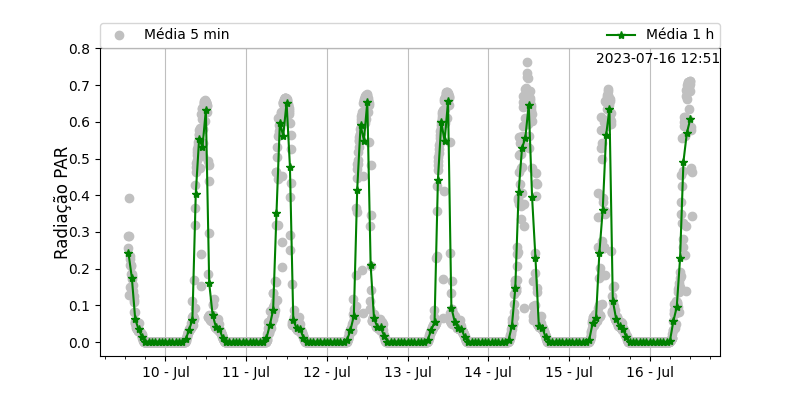 Média 5 min
Média 1 h
2023-07-16 12:51
Radiação PAR
0.8
0.7
0.6
0.5
0.4
0.3
0.2
0.1
0.0
10 - Jul
11 - Jul
12 - Jul
13 - Jul
14 - Jul
15 - Jul
16 - Jul